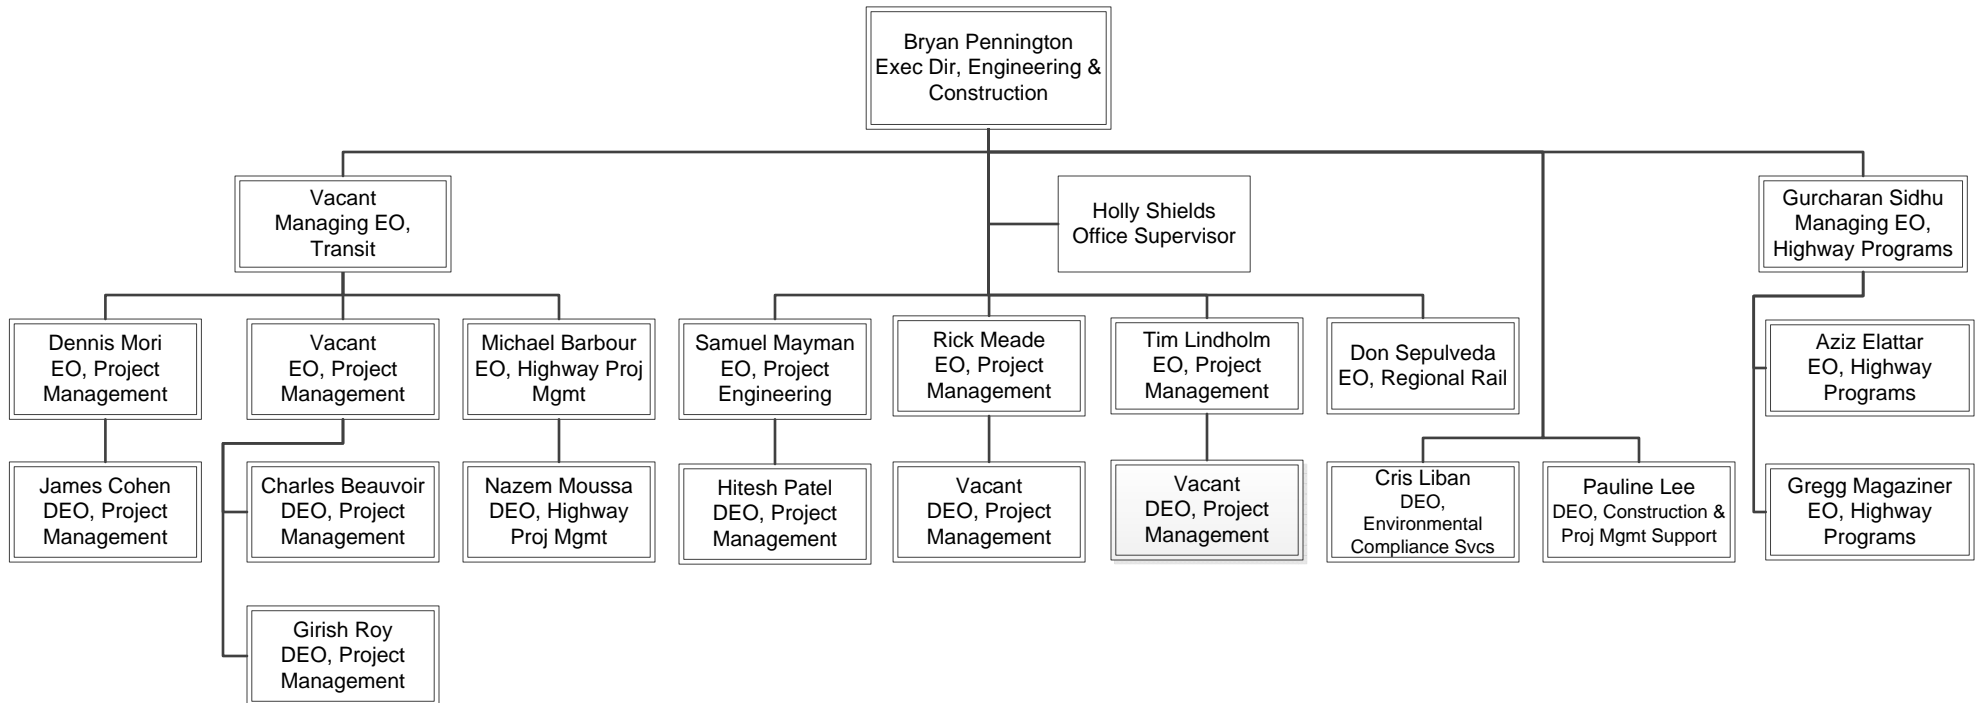 Bryan Pennington
Exec Dir, Engineering &
Construction
Vacant
Managing EO,
Transit
Holly Shields
Office Supervisor
Gurcharan Sidhu
Managing EO,
Highway Programs
Dennis Mori
EO, Project
Management
Vacant
EO, Project
Management
Michael Barbour
EO, Highway Proj
Mgmt
Samuel Mayman
EO, Project
Engineering
Rick Meade
EO, Project
Management
Tim Lindholm
EO, Project
Management
Don Sepulveda
EO, Regional Rail
Aziz Elattar
EO, Highway
Programs
James Cohen
DEO, Project
Management
Charles Beauvoir
DEO, Project
Management
Nazem Moussa
DEO, Highway
Proj Mgmt
Hitesh Patel
DEO, Project
Management
Vacant
DEO, Project
Management
Vacant
DEO, Project
Management
Cris Liban
DEO,
Environmental
Compliance Svcs
Pauline Lee
DEO, Construction &
Proj Mgmt Support
Gregg Magaziner
EO, Highway
Programs
Girish Roy
DEO, Project
Management